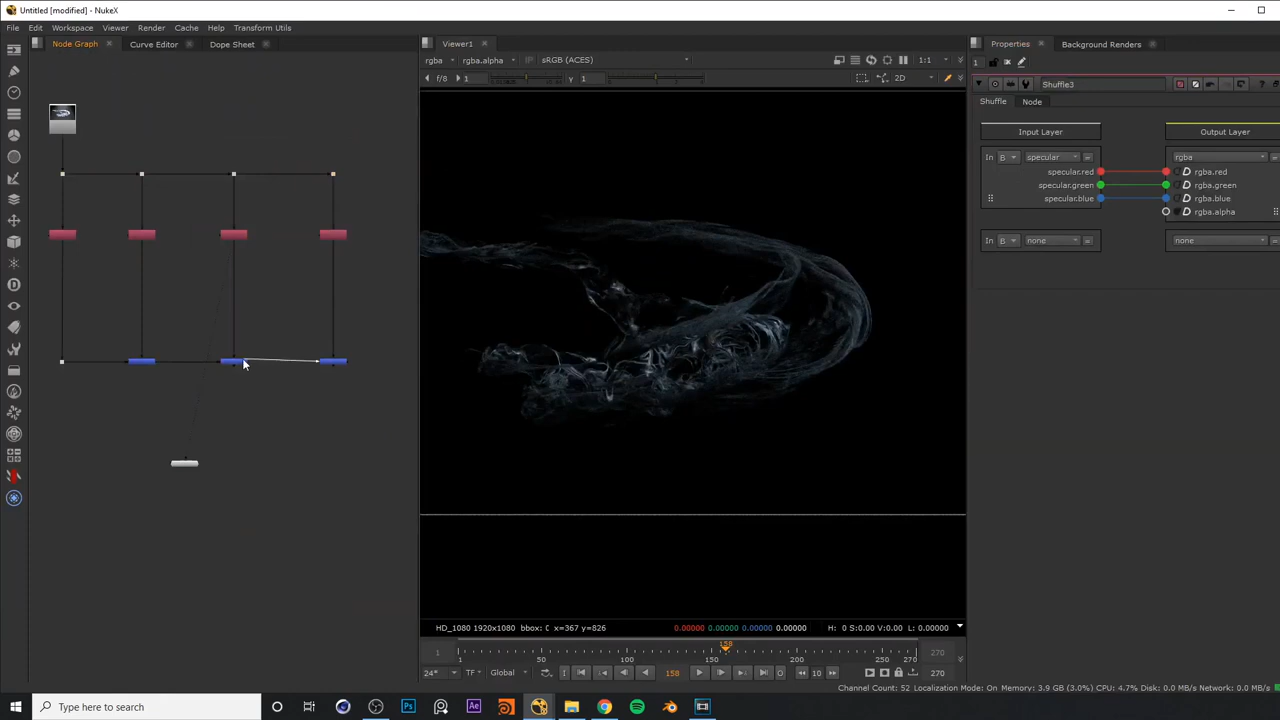 Untitled [modified] - NukeX
File Edit Workspace Viewer Render Cache Help Transform Utils
Node Graph Curve Editor Dope Sheet
Viewer1
Properties Background Renders
rgba rgba.alpha sRGB (ACES) 1:1
f/8 1 γ 1 2D
1
Shuffle3
Shuffle Node
Input Layer Output Layer
In B specular = rgba =
specular.red rgba.red
specular.green rgba.green
specular.blue rgba.blue
rgba.alpha
In B none = none =
HD_1080 1920x1080 bbox: 0 x=367 y=826 0.00000 0.00000 0.00000 0.00000 H: 0 S:0.00 V:0.00 L: 0.00000
158
1 270
1 50 100 150 200 250 270
24* TF Global 158 10 270
Channel Count: 52 Localization Mode: On Memory: 3.9 GB (3.0%) CPU: 4.7% Disk: 0.0 MB/s Network: 0.0 MB/s
Type here to search